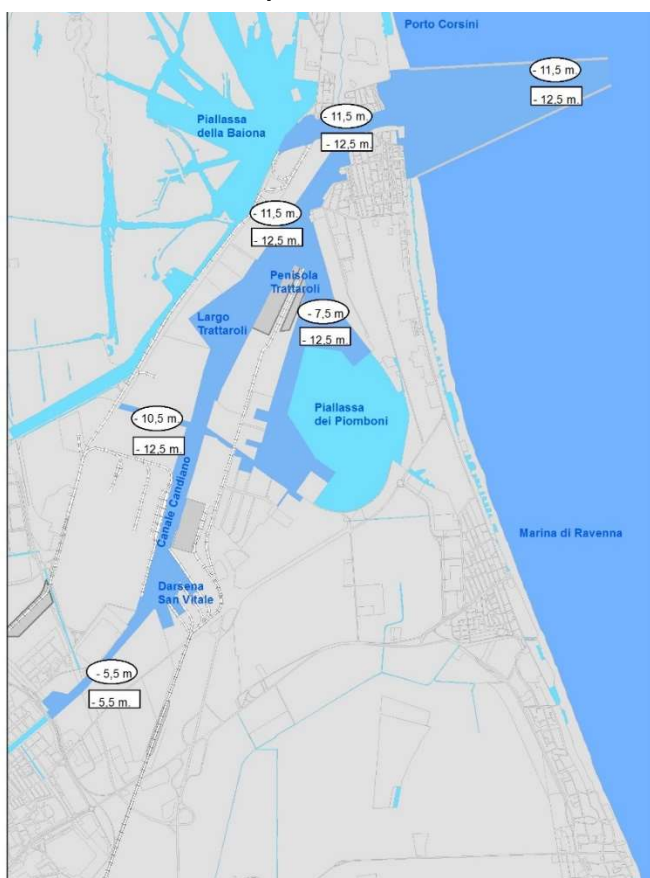 Porto Corsini
- 11,5 m.
- 12,5 m.
Piallassa
della Baiona
- 11,5 m.
- 12,5 m.
- 11,5 m.
- 12,5 m.
Penisola
Trattaroli
Largo
Trattaroli
- 7,5 m.
- 12,5 m.
Piallassa
dei Piomboni
- 10,5 m.
- 12,5 m.
Canale Candiano
Marina di Ravenna
Darsena
San Vitale
- 5,5 m.
- 5,5 m.